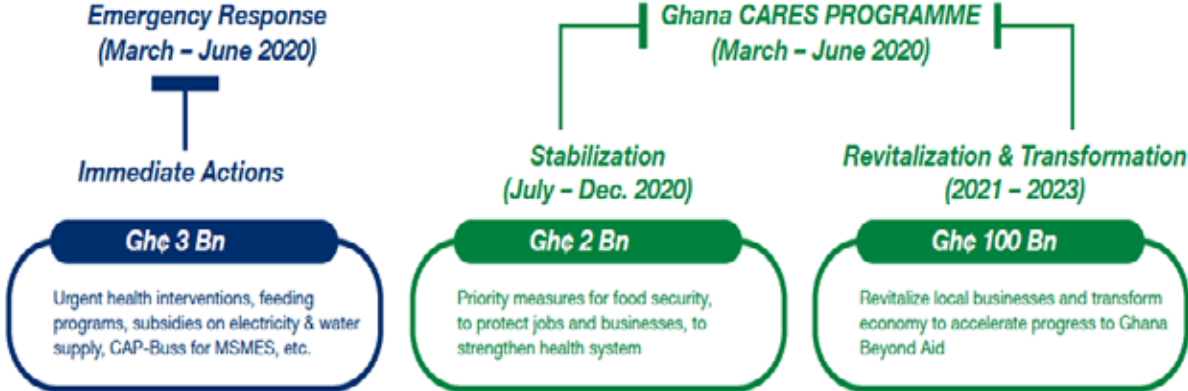 Emergency Response
(March – June 2020)
Immediate Actions
Gh¢ 3 Bn
Urgent health interventions, feeding
programs, subsidies on electricity & water
supply, CAP-Buss for MSMES, etc.
Ghana CARES PROGRAMME
(March – June 2020)
Stabilization
(July – Dec. 2020)
Gh¢ 2 Bn
Priority measures for food security,
to protect jobs and businesses, to
strengthen health system
Revitalization & Transformation
(2021 – 2023)
Gh¢ 100 Bn
Revitalize local businesses and transform
economy to accelerate progress to Ghana
Beyond Aid